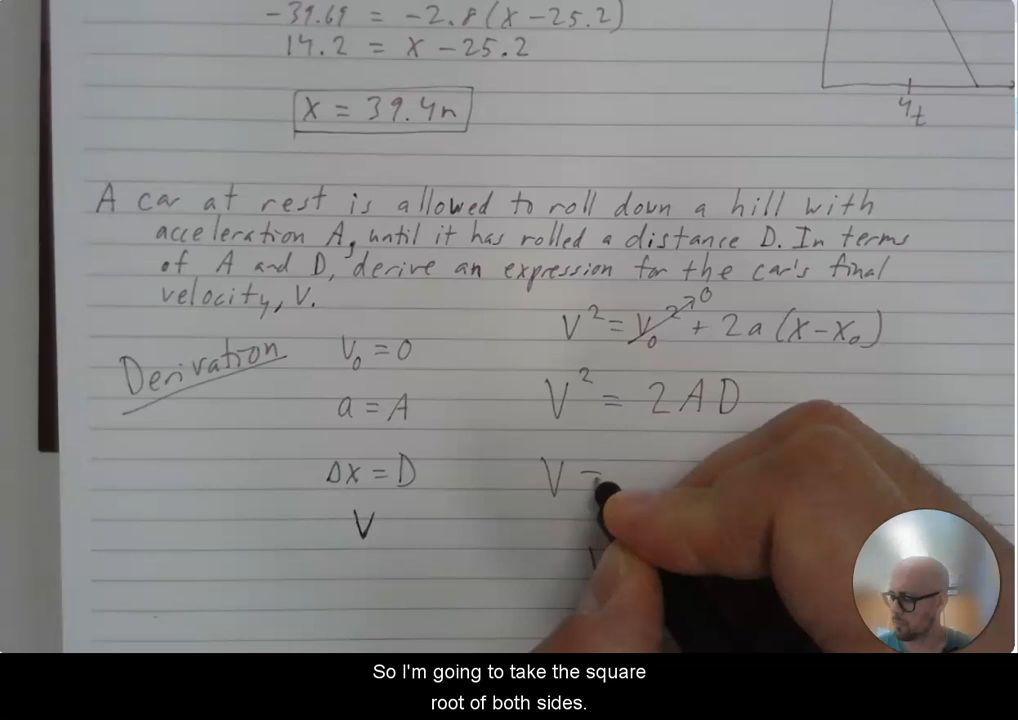 -39.69 = -2.8(x-25.2)
14.2 = x - 25.2
x = 39.4m
4 t
A car at rest is allowed to roll down a hill with
acceleration A, until it has rolled a distance D. In terms
of A and D, derive an expression for the car's final
velocity, V.
V² = V₀²↗0 + 2a(x-x₀)
Derivation
V₀ = 0
a = A
V² = 2AD
Δx = D
V =
V
So I'm going to take the square
root of both sides.